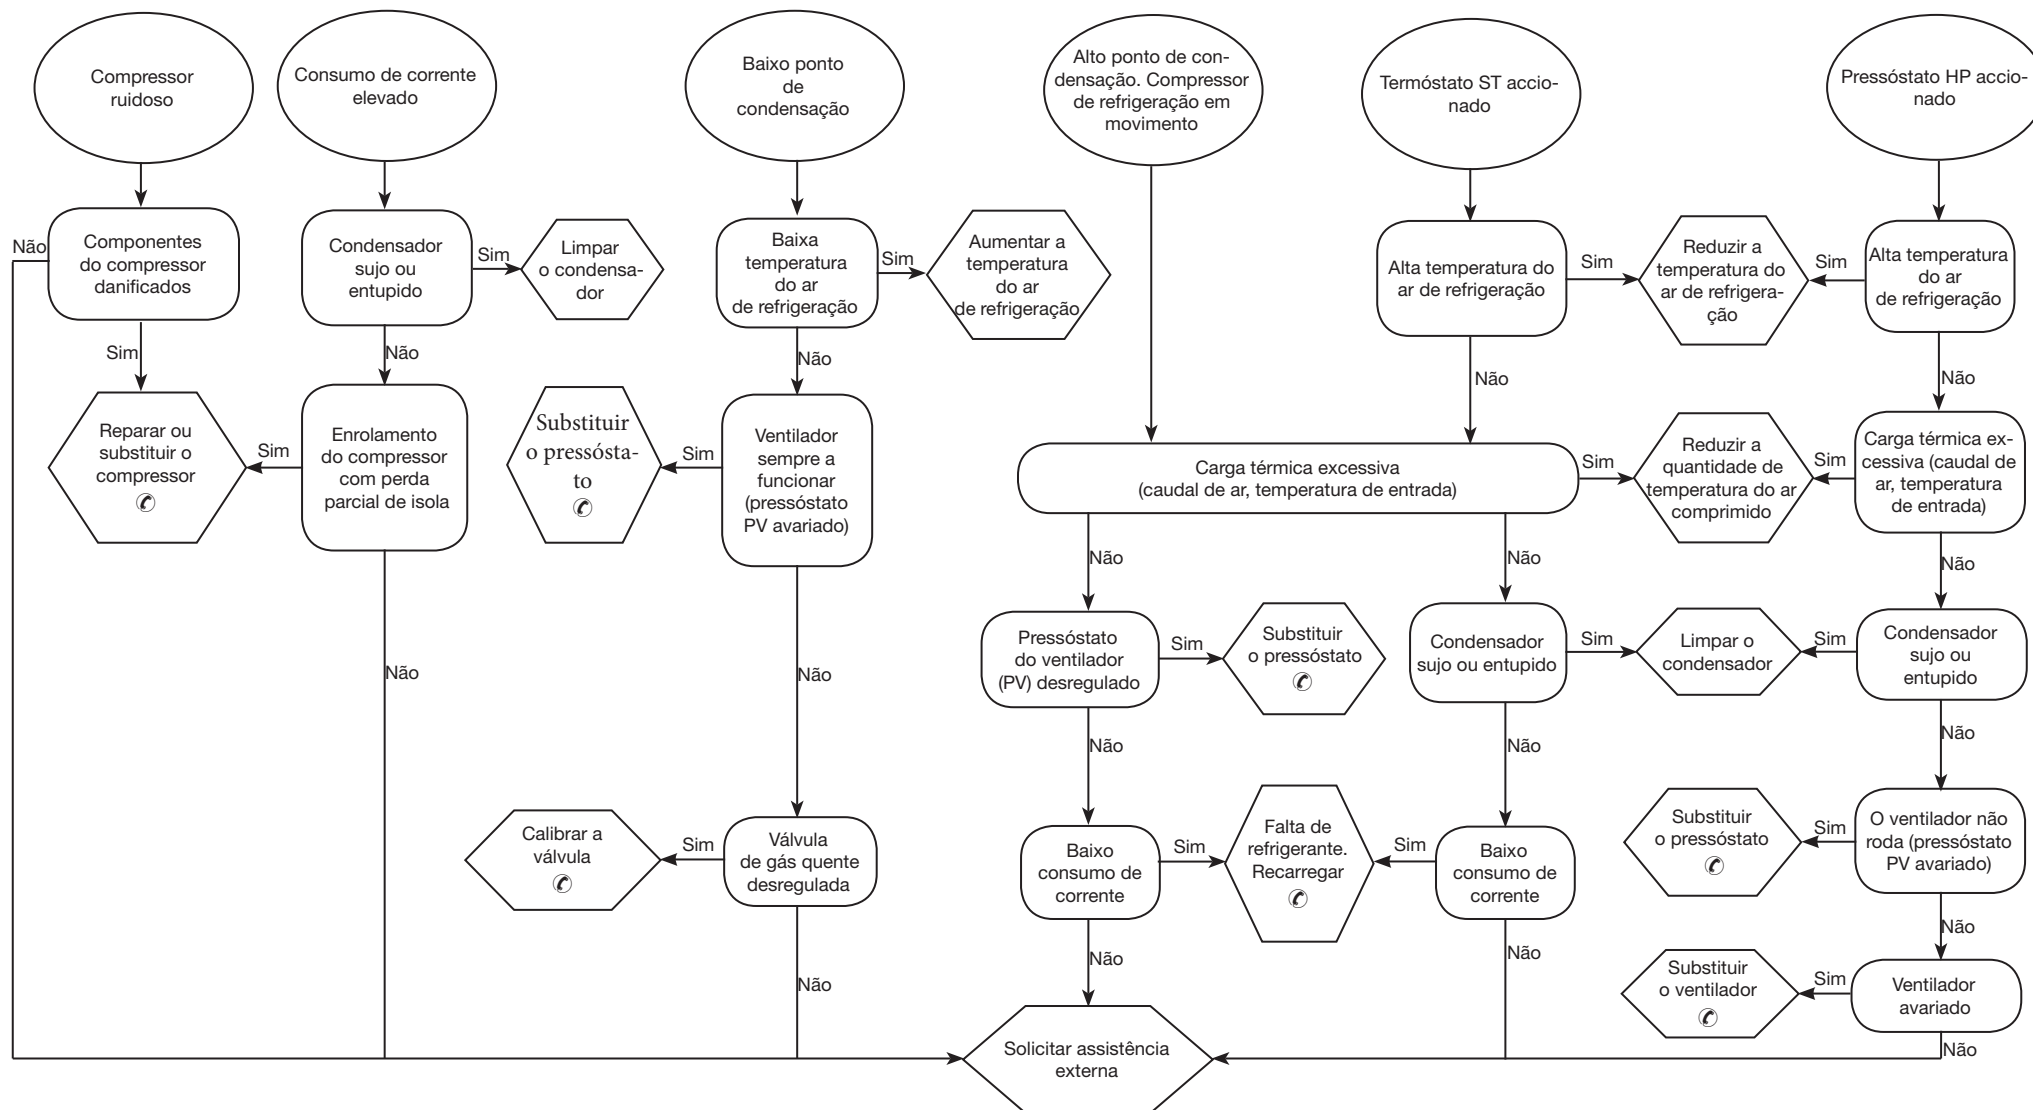 Compressor
ruidoso
Consumo de corrente
elevado
Baixo ponto
de
condensação
Alto ponto de con-
densação. Compressor
de refrigeração em
movimento
Termóstato ST accio-
nado
Pressóstato HP accio-
nado
Não
Componentes
do compressor
danificados
Condensador
sujo ou
entupido
Sim
Limpar
o condensa-
dor
Baixa
temperatura
do ar
de refrigeração
Sim
Aumentar a
temperatura
do ar
de refrigeração
Alta temperatura do
ar de refrigeração
Sim
Reduzir a
temperatura do
ar de refrigera-
ção
Sim
Alta temperatura
do ar
de refrigeração
Sim
Não
Não
Não
Não
Reparar ou
substituir o
compressor
✆
Sim
Enrolamento
do compressor
com perda
parcial de isola
Substituir
o pressósta-
to
✆
Sim
Ventilador
sempre a
funcionar
(pressóstato
PV avariado)
Carga térmica excessiva
(caudal de ar, temperatura de entrada)
Sim
Reduzir a
quantidade de
temperatura do ar
comprimido
Sim
Carga térmica ex-
cessiva (caudal de
ar, temperatura
de entrada)
Não
Não
Não
Não
Não
Pressóstato
do ventilador
(PV) desregulado
Sim
Substituir
o pressóstato
✆
Condensador
sujo ou entupido
Sim
Limpar o
condensador
Sim
Condensador
sujo ou
entupido
Não
Não
Não
Calibrar a
válvula
✆
Sim
Válvula
de gás quente
desregulada
Baixo
consumo de
corrente
Sim
Falta de
refrigerante.
Recarregar
✆
Sim
Baixo
consumo de
corrente
Substituir
o pressóstato
✆
Sim
O ventilador não
roda (pressóstato
PV avariado)
Não
Não
Não
Não
Substituir
o ventilador
✆
Sim
Ventilador
avariado
Não
Solicitar assistência
externa